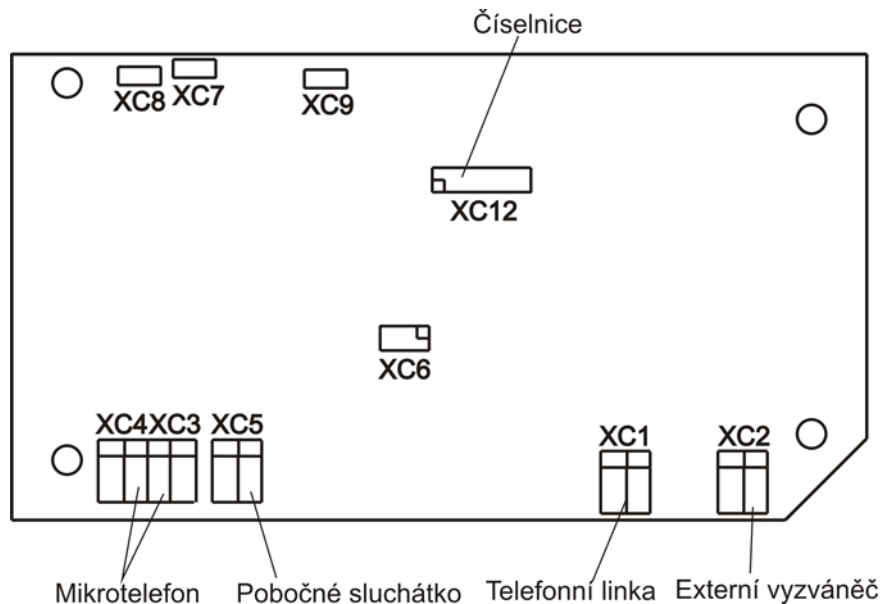 Číselnice
XC8 XC7 XC9
XC12
XC6
XC4XC3 XC5 XC1 XC2
Mikrotelefon Pobočné sluchátko Telefonní linka Externí vyzváněč